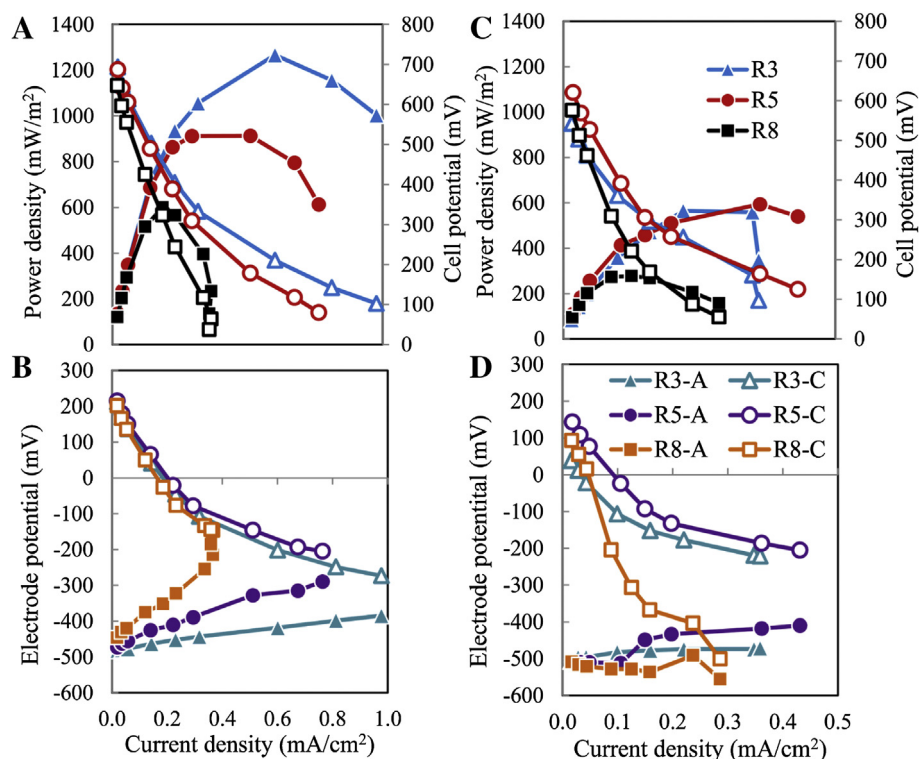 A
1400
1200
1000
800
600
400
200
0
Power density (mW/m²)
800
700
600
500
400
300
200
100
0
Cell potential (mV)
C
1400
1200
1000
800
600
400
200
0
Power density (mW/m²)
R3
R5
R8
800
700
600
500
400
300
200
100
0
Cell potential (mV)
B
300
200
100
0
-100
-200
-300
-400
-500
-600
Electrode potential (mV)
0.0 0.2 0.4 0.6 0.8 1.0
Current density (mA/cm²)
D
300
200
100
0
-100
-200
-300
-400
-500
-600
Electrode potentital (mV)
R3-A R3-C
R5-A R5-C
R8-A R8-C
0.0 0.1 0.2 0.3 0.4 0.5
Current density (mA/cm²)